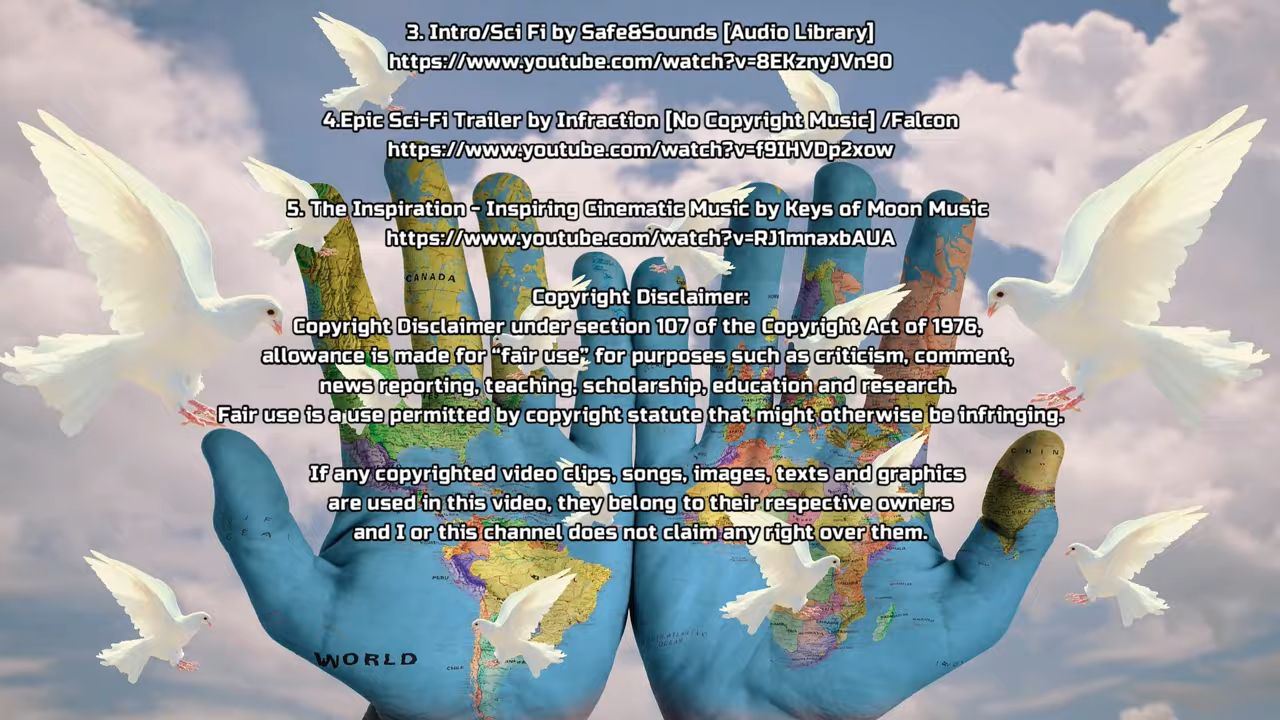 3. Intro/Sci Fi by Safe&Sounds [Audio Library]
https://www.youtube.com/watch?v=8EKznyJVn90
4.Epic Sci-Fi Trailer by Infraction [No Copyright Music] /Falcon
https://www.youtube.com/watch?v=f9IHVDp2xow
5. The Inspiration - Inspiring Cinematic Music by Keys of Moon Music
https://www.youtube.com/watch?v=RJ1mnaxbAUA
CANADA
Copyright Disclaimer:
Copyright Disclaimer under section 107 of the Copyright Act of 1976,
allowance is made for “fair use” for purposes such as criticism, comment,
news reporting, teaching, scholarship, education and research.
Fair use is a use permitted by copyright statute that might otherwise be infringing.
CHIN
If any copyrighted video clips, songs, images, texts and graphics
are used in this video, they belong to their respective owners
and I or this channel does not claim any right over them.
PERU
WORLD
CHILE